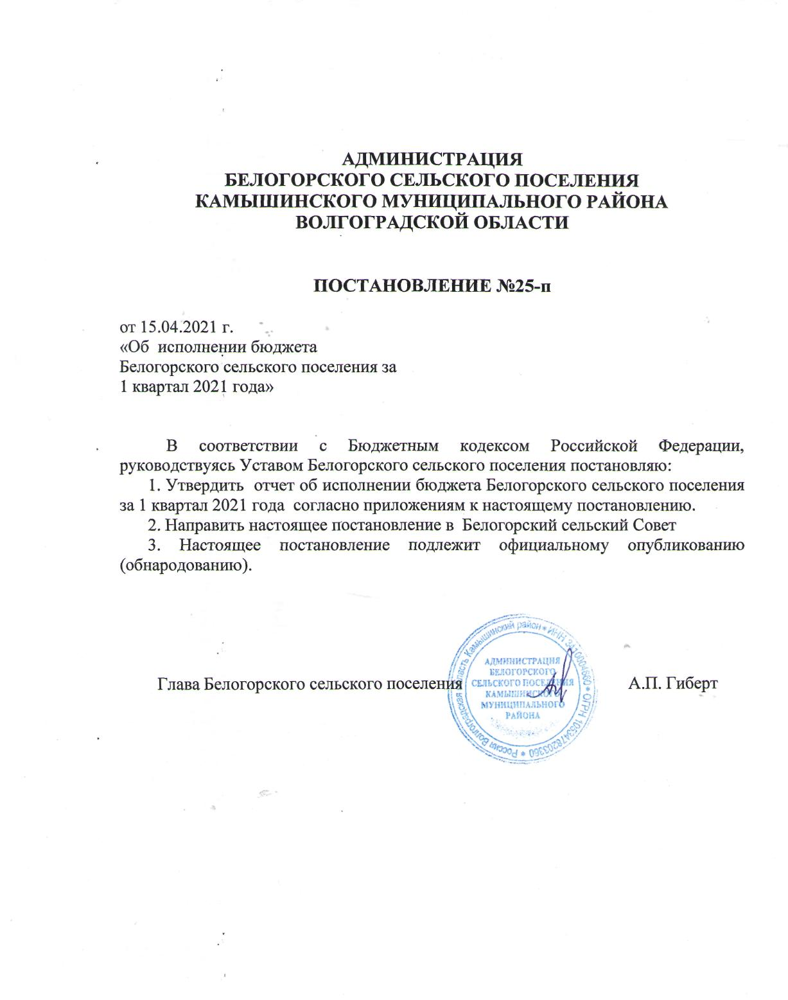 АДМИНИСТРАЦИЯ
БЕЛОГОРСКОГО СЕЛЬСКОГО ПОСЕЛЕНИЯ
КАМЫШИНСКОГО МУНИЦИПАЛЬНОГО РАЙОНА
ВОЛГОГРАДСКОЙ ОБЛАСТИ
ПОСТАНОВЛЕНИЕ №25-п
от 15.04.2021 г.
«Об исполнении бюджета
Белогорского сельского поселения за
1 квартал 2021 года»
В соответствии с Бюджетным кодексом Российской Федерации,
руководствуясь Уставом Белогорского сельского поселения постановляю:
1. Утвердить отчет об исполнении бюджета Белогорского сельского поселения
за 1 квартал 2021 года согласно приложениям к настоящему постановлению.
2. Направить настоящее постановление в Белогорский сельский Совет
3. Настоящее постановление подлежит официальному опубликованию
(обнародованию).
Глава Белогорского сельского поселения А.П. Гиберт
Россия Волгоградская область Камышинский район * ИНН 3410004660 * ОГРН 1053478203360 *
АДМИНИСТРАЦИЯ
БЕЛОГОРСКОГО
СЕЛЬСКОГО ПОСЕЛЕНИЯ
КАМЫШИНСКОГО
МУНИЦИПАЛЬНОГО
РАЙОНА